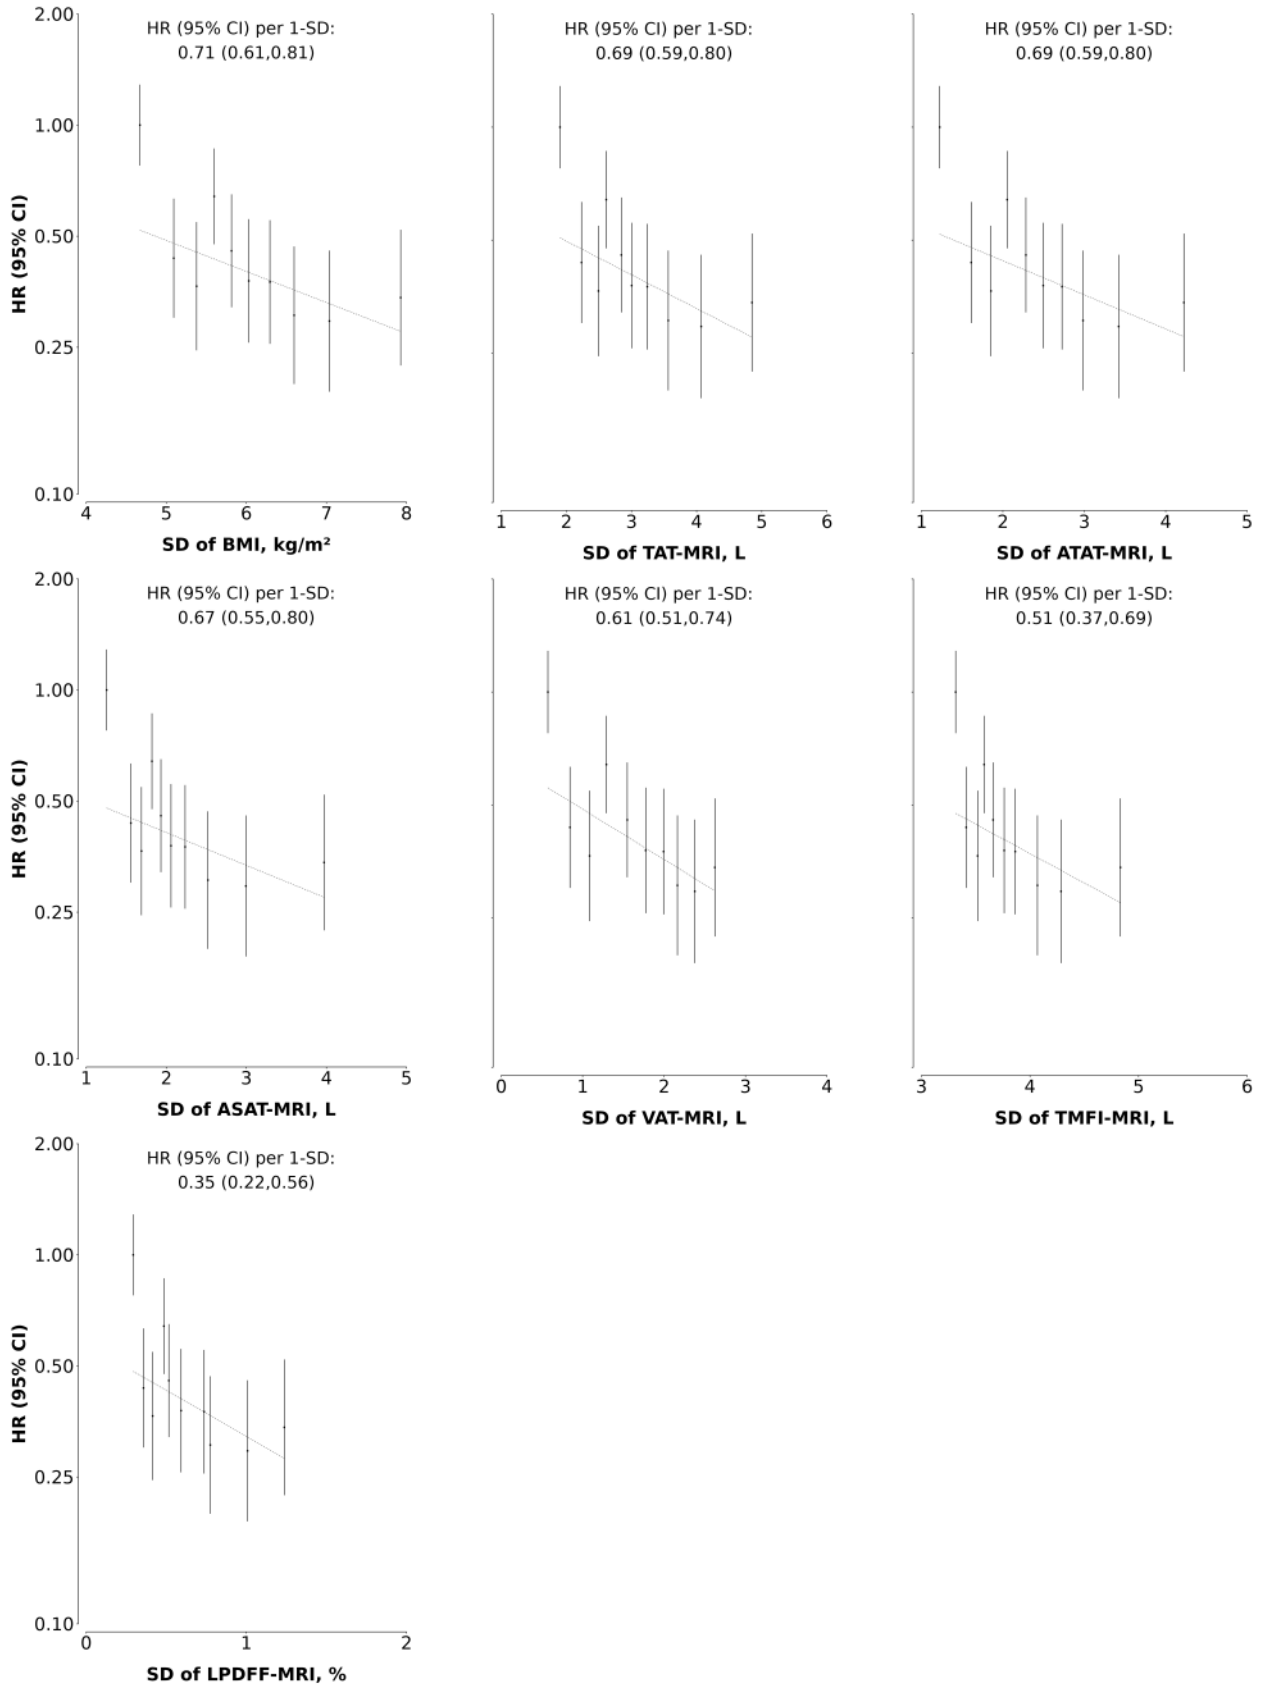 HR (95% CI) per 1-SD:
0.71 (0.61,0.81)
2.00
1.00
0.50
0.25
0.10
HR (95% CI)
4 5 6 7 8
SD of BMI, kg/m²
HR (95% CI) per 1-SD:
0.69 (0.59,0.80)
1 2 3 4 5 6
SD of TAT-MRI, L
HR (95% CI) per 1-SD:
0.69 (0.59,0.80)
1 2 3 4 5
SD of ATAT-MRI, L
HR (95% CI) per 1-SD:
0.67 (0.55,0.80)
2.00
1.00
0.50
0.25
0.10
HR (95% CI)
1 2 3 4 5
SD of ASAT-MRI, L
HR (95% CI) per 1-SD:
0.61 (0.51,0.74)
0 1 2 3 4
SD of VAT-MRI, L
HR (95% CI) per 1-SD:
0.51 (0.37,0.69)
3 4 5 6
SD of TMFI-MRI, L
HR (95% CI) per 1-SD:
0.35 (0.22,0.56)
2.00
1.00
0.50
0.25
0.10
HR (95% CI)
0 1 2
SD of LPDFF-MRI, %